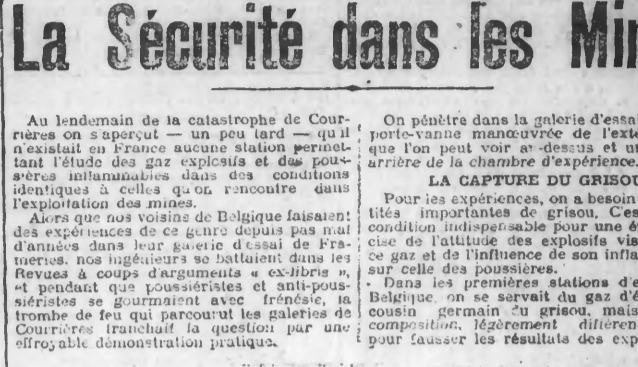 La Sécurité dans les Min
Au lendemain de la catastrophe de Cour-
rières on s'aperçut — un peu tard — qu'il
n'existait en France aucune station permet-
tant l'étude des gaz explosifs et des pous-
sières inflammables dans des conditions
identiques à celles qu'on rencontre dans
l'exploitation des mines.
Alors que nos voisins de Belgique faisaient
des expériences de ce genre depuis pas mal
d'années dans leur galerie d'essai de Fra-
meries, nos ingénieurs se battaient dans les
Revues à coups d'arguments « ex-libris »,
et pendant que poussiéristes et anti-pous-
siéristes se gourmaient avec frénésie, la
trombe de feu qui parcourut les galeries de
Courrières tranchait la question par une
effroyable démonstration pratique.
On pénètre dans la galerie d'essa
porte-vanne manœuvrée de l'exté
que l'on peut voir au-dessus et u
arrière de la chambre d'expérience.
LA CAPTURE DU GRISOU
Pour les expériences, on a besoin
tités importantes de grisou. C'es
condition indispensable pour une é
cise de l'attitude des explosifs vis
ce gaz et de l'influence de son infla
sur celle des poussières.
Dans les premières stations d'e
Belgique, on se servait du gaz d'é
cousin germain du grisou, mais
composition, légèrement différen
pour fausser les résultats des exp